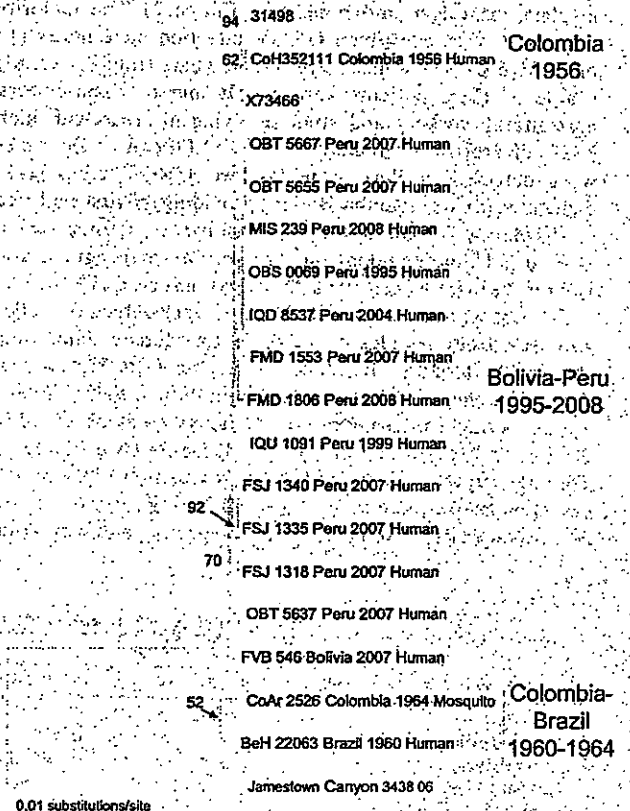 94 31498
62 CoH352111 Colombia 1956 Human
Colombia
1956
X73466
OBT 5667 Peru 2007 Human
OBT 5655 Peru 2007 Human
MIS 239 Peru 2008 Human
OBS 0069 Peru 1995 Human
IQD 8537 Peru 2004 Human
FMD 1553 Peru 2007 Human
FMD 1806 Peru 2008 Human
Bolivia-Peru
1995-2008
IQU 1091 Peru 1999 Human
FSJ 1340 Peru 2007 Human
92
FSJ 1335 Peru 2007 Human
70
FSJ 1318 Peru 2007 Human
OBT 5637 Peru 2007 Human
FVB 546 Bolivia 2007 Human
52
CoAr 2526 Colombia 1964 Mosquito
BeH 22063 Brazil 1960 Human
Colombia-
Brazil
1960-1964
Jamestown Canyon 3438 06
0.01 substitutions/site